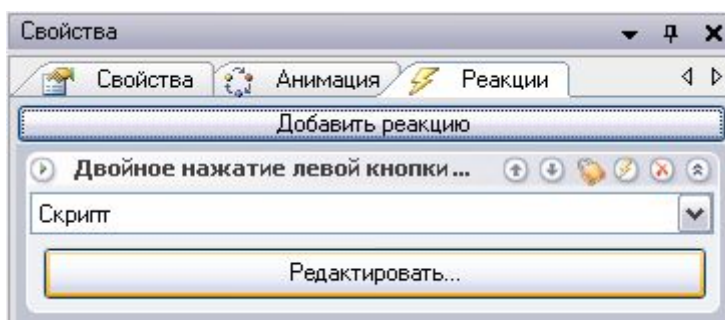 Свойства
Свойства Анимация Реакции
Добавить реакцию
Двойное нажатие левой кнопки...
Скрипт
Редактировать...